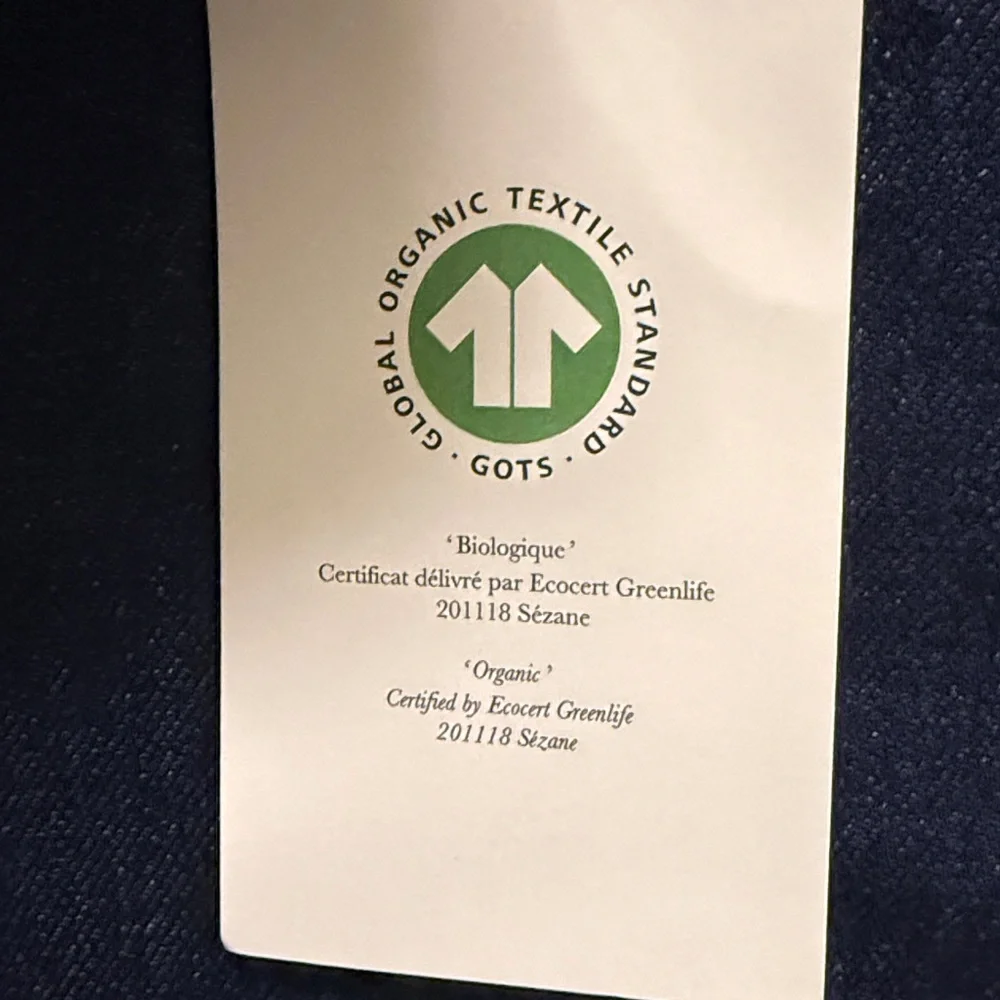 GLOBAL ORGANIC TEXTILE STANDARD · GOTS ·
‘Biologique’
Certificat délivré par Ecocert Greenlife
201118 Sézane
‘Organic’
Certified by Ecocert Greenlife
201118 Sézane